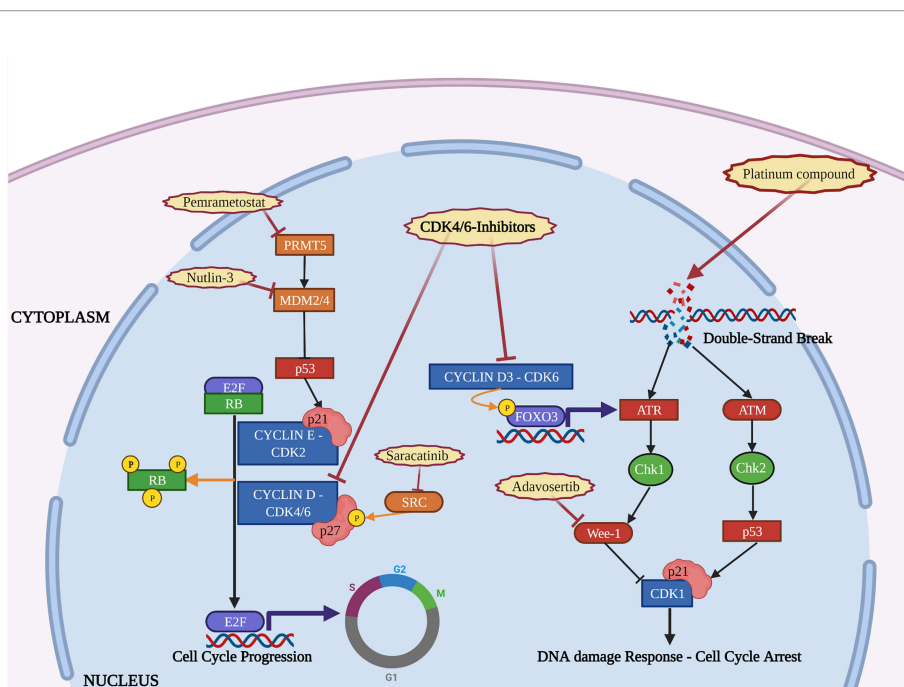 Platinum compound
Pemrametostat
CDK4/6-Inhibitors
PRMT5
Nutlin-3
MDM2/4
CYTOPLASM
Double-Strand Break
p53
CYCLIN D3 - CDK6
E2F
RB
P
FOXO3
ATR
ATM
p21
CYCLIN E -
CDK2
Saracatinib
P
P
RB
P
Chk1
Chk2
CYCLIN D -
CDK4/6
Adavosertib
SRC
P
p27
Wee-1
p53
p21
CDK1
G2
S
M
E2F
G1
Cell Cycle Progression
DNA damage Response - Cell Cycle Arrest
NUCLEUS